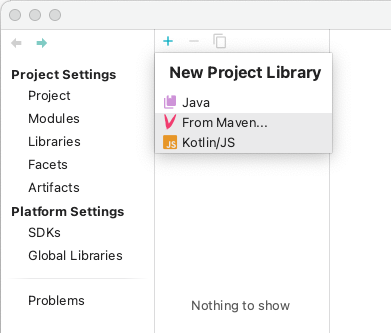 Project Settings
Project
Modules
Libraries
Facets
Artifacts
Platform Settings
SDKs
Global Libraries
Problems
New Project Library
Java
From Maven...
JS Kotlin/JS
Nothing to show